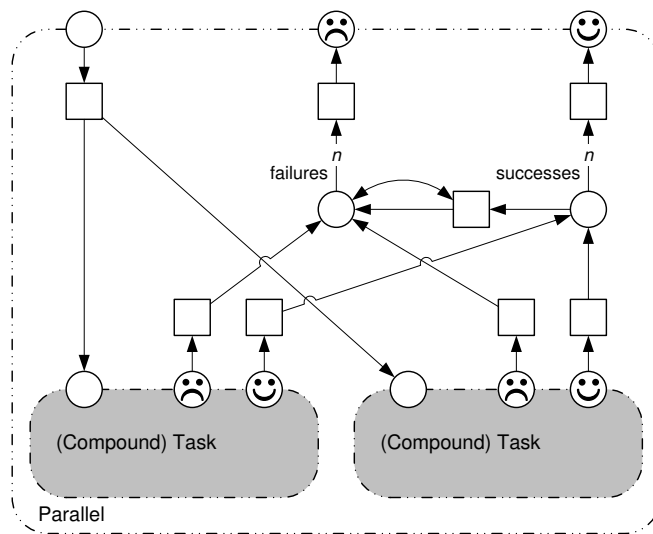 n
n
failures
successes
(Compound) Task
(Compound) Task
Parallel